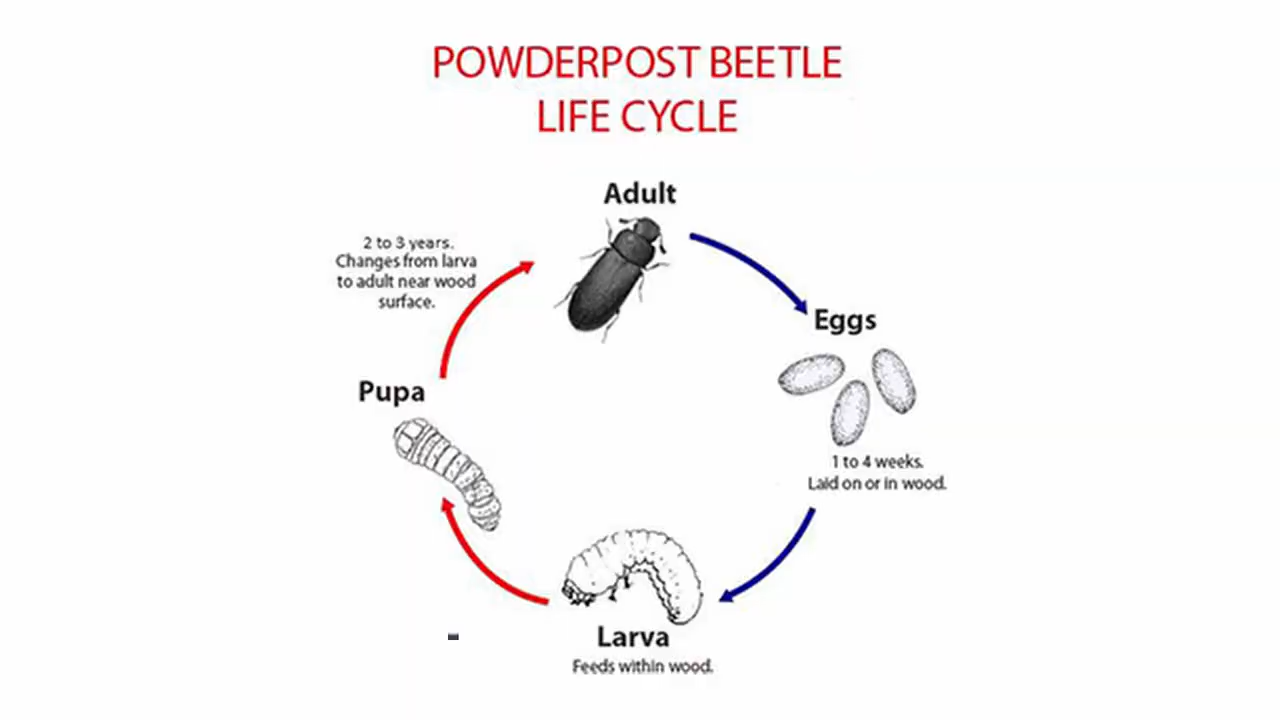 POWDERPOST BEETLE
LIFE CYCLE
Adult
2 to 3 years.
Changes from larva
to adult near wood
surface.
Eggs
1 to 4 weeks.
Laid on or in wood.
Pupa
Larva
Feeds within wood.